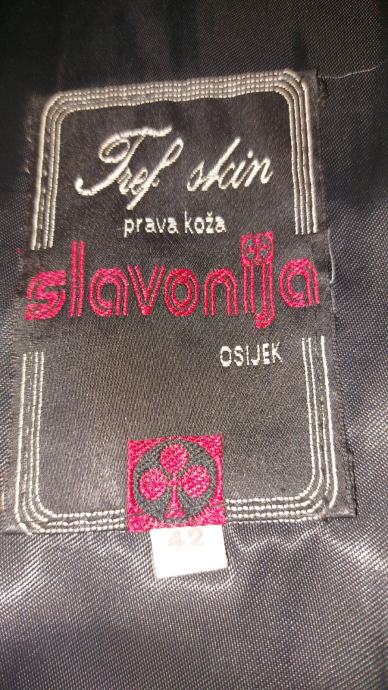 Tref skin
prava koža
slavonija
OSIJEK
42